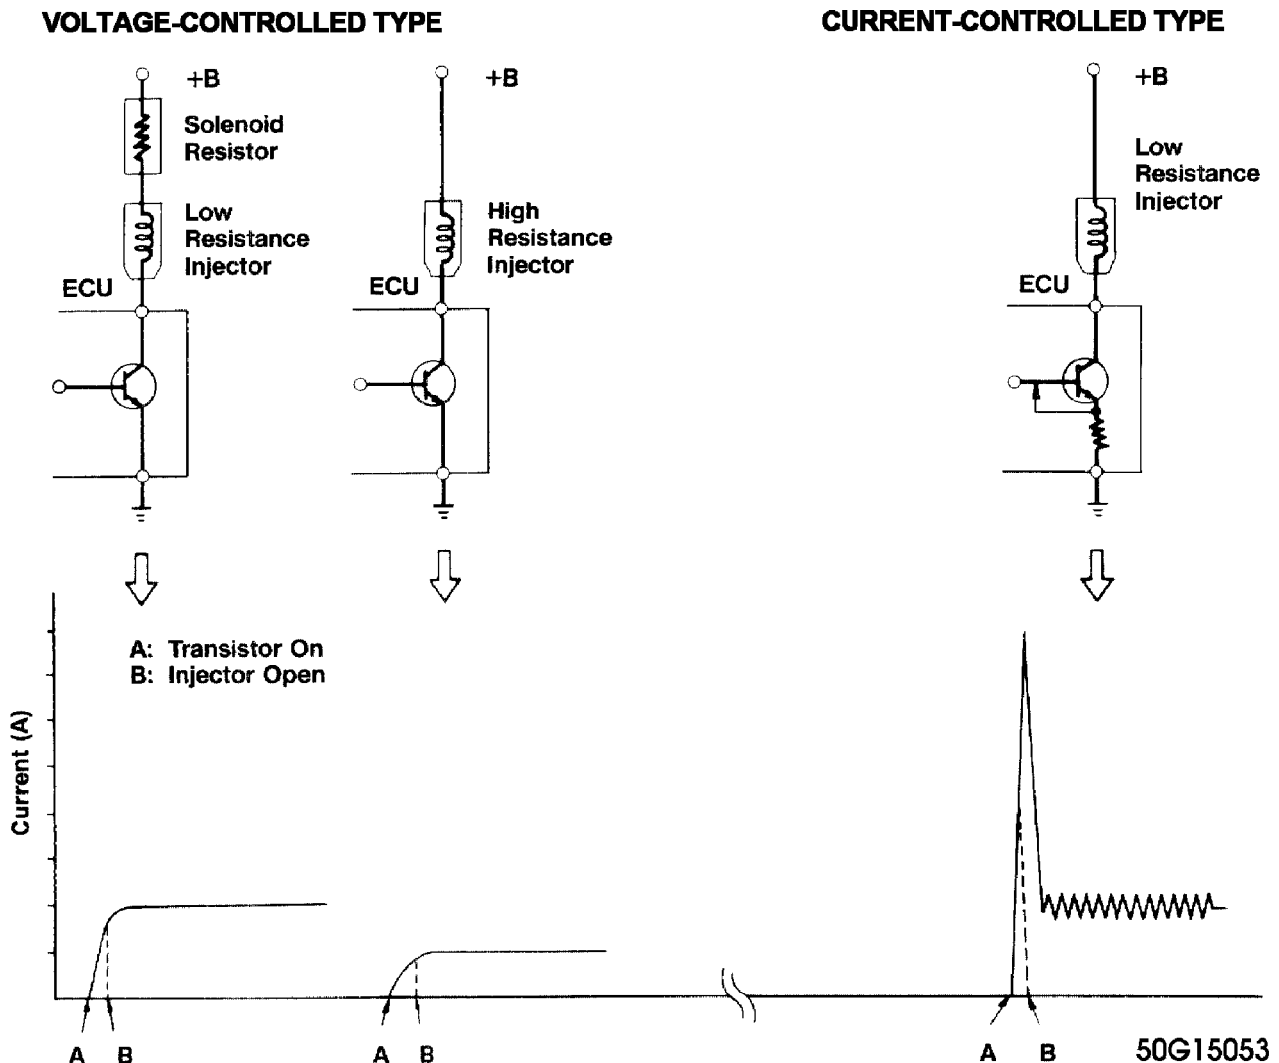 VOLTAGE-CONTROLLED TYPE
CURRENT-CONTROLLED TYPE
+B
Solenoid
Resistor
Low
Resistance
Injector
ECU
+B
High
Resistance
Injector
ECU
+B
Low
Resistance
Injector
ECU
A: Transistor On
B: Injector Open
Current (A)
A B
A B
A B
50G15053